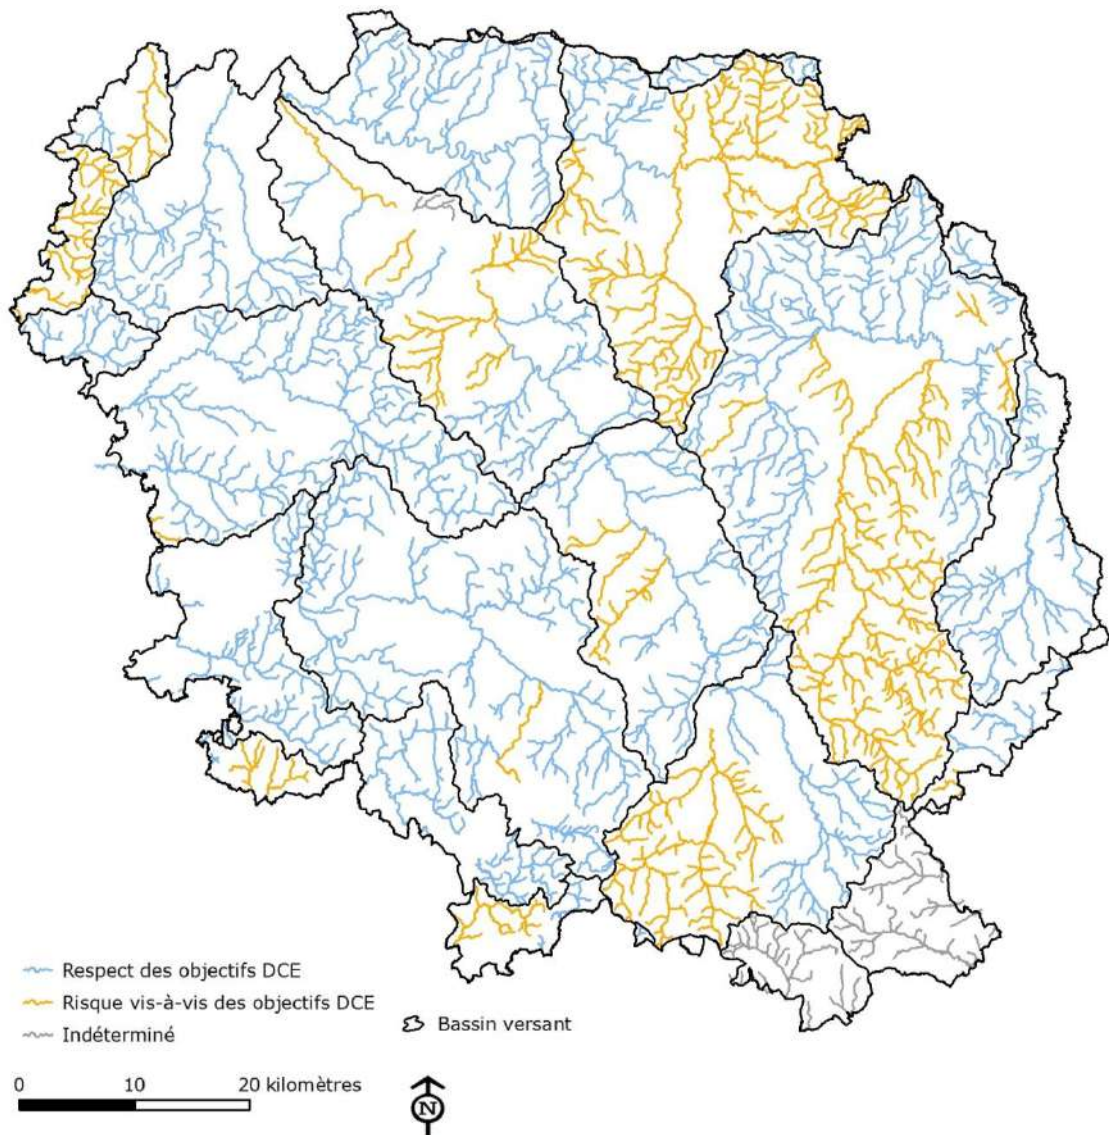 Respect des objectifs DCE
Risque vis-à-vis des objectifs DCE
Indéterminé
Bassin versant
0 10 20 kilomètres
N